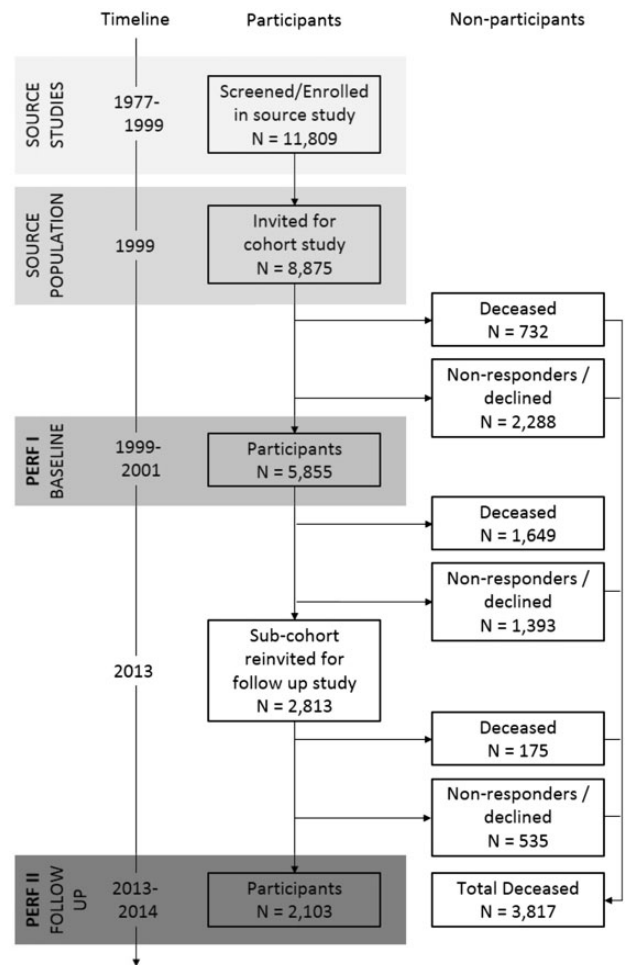 Timeline
Participants
Non-participants
SOURCE
STUDIES
1977-
1999
Screened/Enrolled
in source study
N = 11,809
SOURCE
POPULATION
1999
Invited for
cohort study
N = 8,875
Deceased
N = 732
Non-responders /
declined
N = 2,288
PERF I
BASELINE
1999-
2001
Participants
N = 5,855
Deceased
N = 1,649
Non-responders /
declined
N = 1,393
2013
Sub-cohort
reinvited for
follow up study
N = 2,813
Deceased
N = 175
Non-responders /
declined
N = 535
PERF II
FOLLOW
UP
2013-
2014
Participants
N = 2,103
Total Deceased
N = 3,817